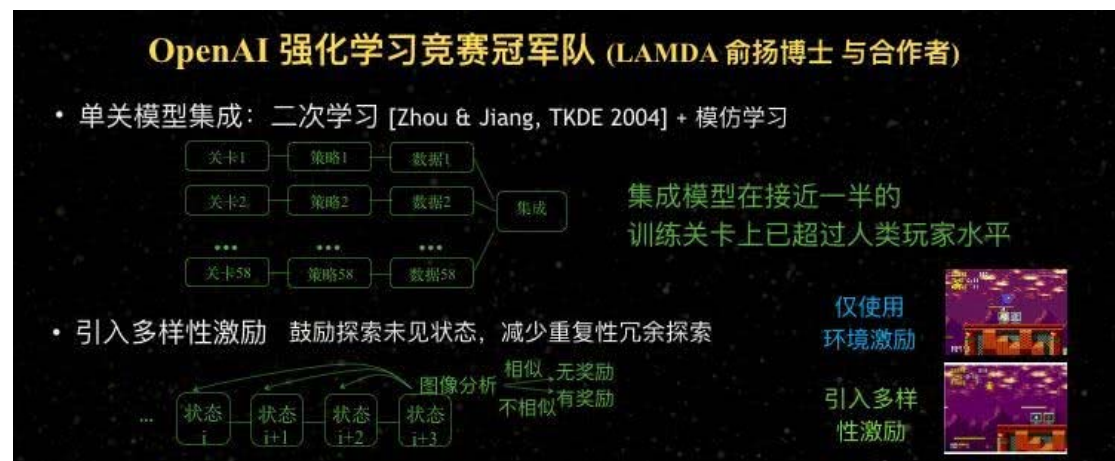 OpenAI 强化学习竞赛冠军队 (LAMDA 俞扬博士 与合作者)
• 单关模型集成：二次学习 [Zhou & Jiang, TKDE 2004] + 模仿学习
关卡1 策略1 数据1
关卡2 策略2 数据2
集成
... ... ...
关卡58 策略58 数据58
集成模型在接近一半的
训练关卡上已超过人类玩家水平
• 引入多样性激励 鼓励探索未见状态，减少重复性冗余探索
仅使用
环境激励
图像分析
相似 无奖励
不相似 有奖励
... 状态 状态 状态 状态
i i+1 i+2 i+3
引入多样
性激励